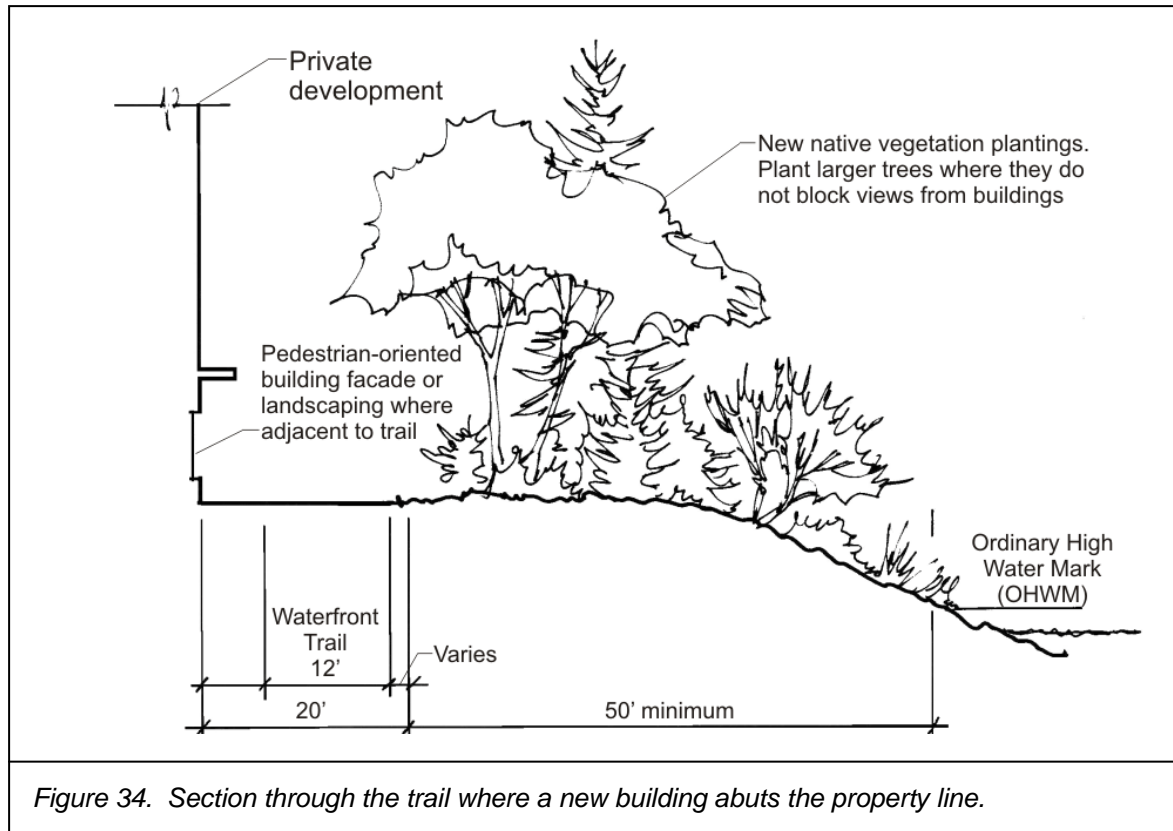 Private
development
New native vegetation plantings.
Plant larger trees where they do
not block views from buildings
Pedestrian-oriented
building facade or
landscaping where
adjacent to trail
Ordinary High
Water Mark
(OHWM)
Waterfront
Trail
12’
Varies
20’
50’ minimum
Figure 34. Section through the trail where a new building abuts the property line.